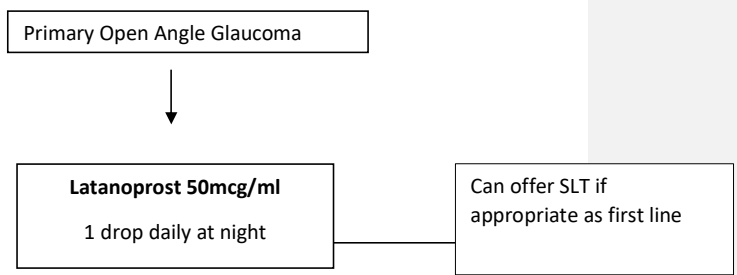 Primary Open Angle Glaucoma
Latanoprost 50mcg/ml
1 drop daily at night
Can offer SLT if
appropriate as first line